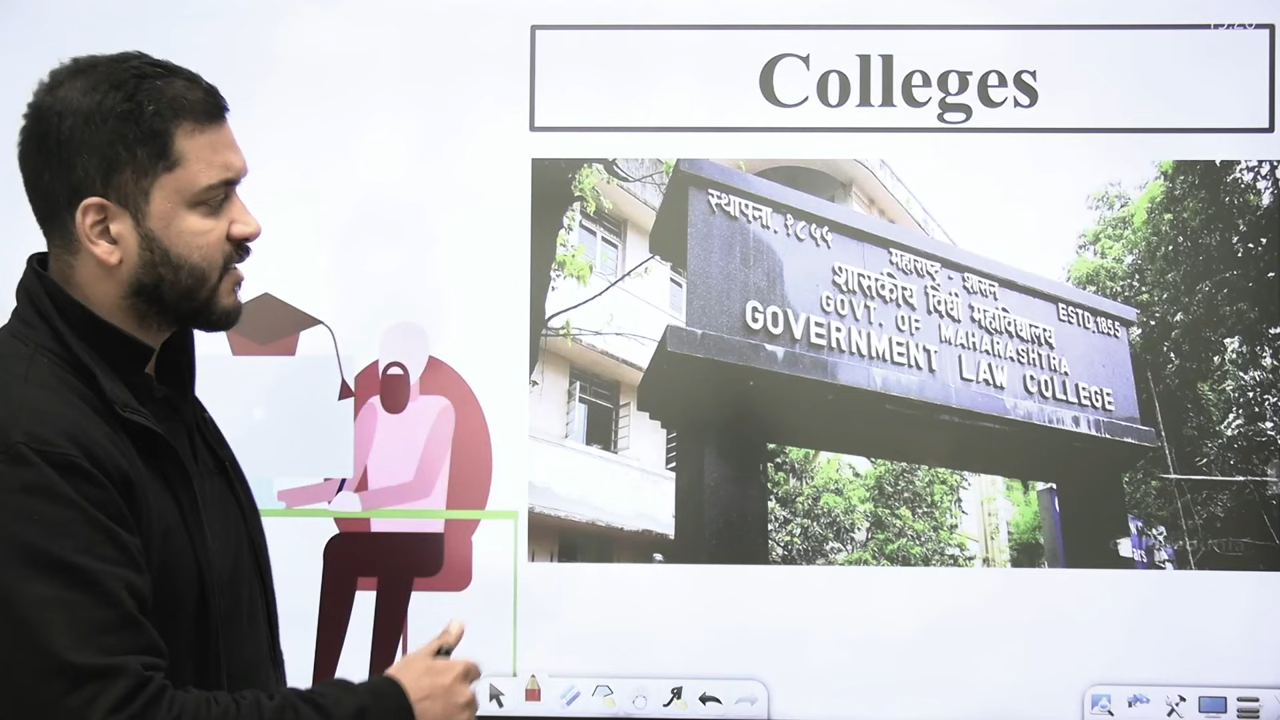 Colleges
स्थापना. १८५५
महाराष्ट्र - शासन
शासकीय विधी महाविद्यालय
ESTD. 1855
GOVT. OF MAHARASHTRA
GOVERNMENT LAW COLLEGE